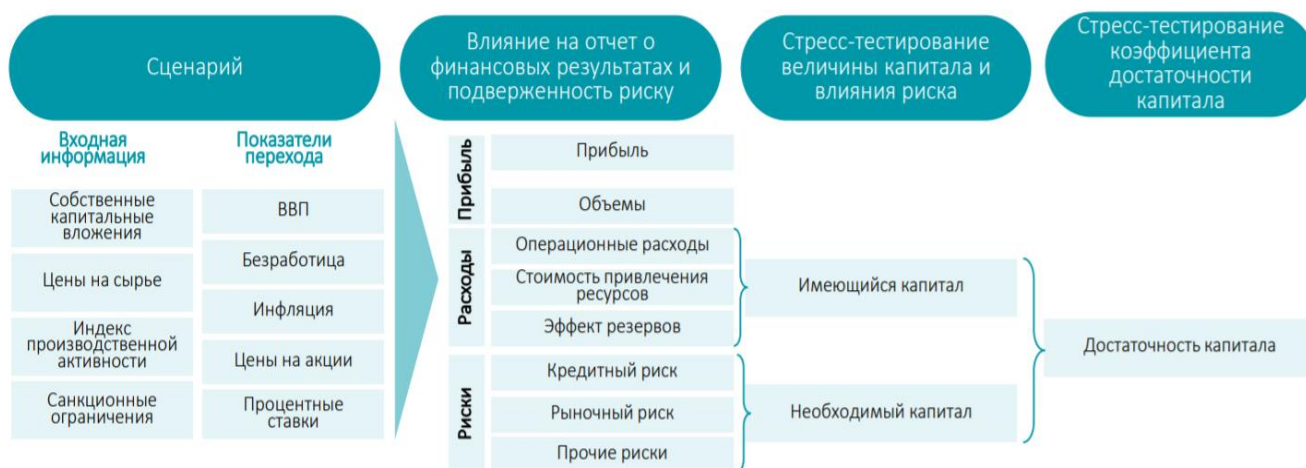 Сценарий
Влияние на отчет о
финансовых результатах и
подверженность риску
Стресс-тестирование
величины капитала и
влияния риска
Стресс-тестирование
коэффициента
достаточности
капитала
Входная
информация
Собственные
капитальные
вложения
Цены на сырье
Индекс
производственной
активности
Санкционные
ограничения
Показатели
перехода
ВВП
Безработица
Инфляция
Цены на акции
Процентные
ставки
Прибыль
Прибыль
Объемы
Расходы
Операционные расходы
Стоимость привлечения
ресурсов
Эффект резервов
Риски
Кредитный риск
Рыночный риск
Прочие риски
Имеющийся капитал
Необходимый капитал
Достаточность капитала